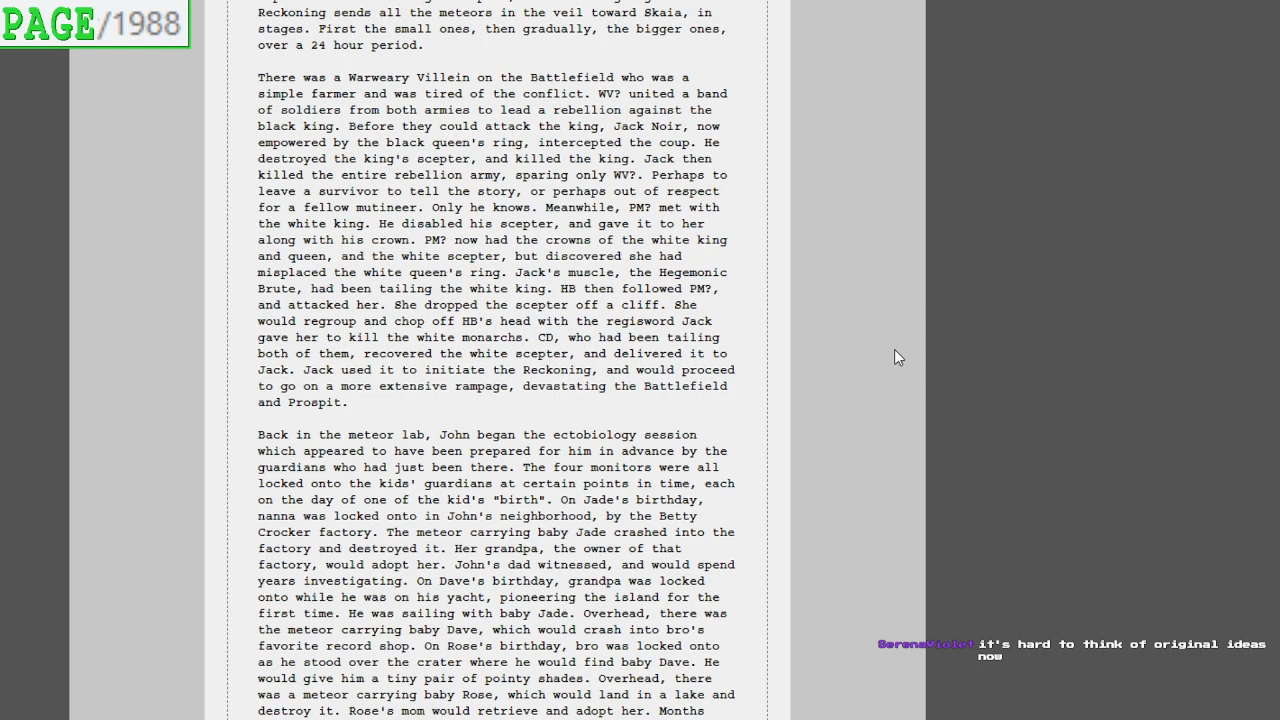 PAGE/1988
Reckoning sends all the meteors in the veil toward Skaia, in
stages. First the small ones, then gradually, the bigger ones,
over a 24 hour period.
There was a Warweary Villein on the Battlefield who was a
simple farmer and was tired of the conflict. WV? united a band
of soldiers from both armies to lead a rebellion against the
black king. Before they could attack the king, Jack Noir, now
empowered by the black queen's ring, intercepted the coup. He
destroyed the king's scepter, and killed the king. Jack then
killed the entire rebellion army, sparing only WV?. Perhaps to
leave a survivor to tell the story, or perhaps out of respect
for a fellow mutineer. Only he knows. Meanwhile, PM? met with
the white king. He disabled his scepter, and gave it to her
along with his crown. PM? now had the crowns of the white king
and queen, and the white scepter, but discovered she had
misplaced the white queen's ring. Jack's muscle, the Hegemonic
Brute, had been tailing the white king. HB then followed PM?,
and attacked her. She dropped the scepter off a cliff. She
would regroup and chop off HB's head with the regisword Jack
gave her to kill the white monarchs. CD, who had been tailing
both of them, recovered the white scepter, and delivered it to
Jack. Jack used it to initiate the Reckoning, and would proceed
to go on a more extensive rampage, devastating the Battlefield
and Prospit.
Back in the meteor lab, John began the ectobiology session
which appeared to have been prepared for him in advance by the
guardians who had just been there. The four monitors were all
locked onto the kids' guardians at certain points in time, each
on the day of one of the kid's "birth". On Jade's birthday,
nanna was locked onto in John's neighborhood, by the Betty
Crocker factory. The meteor carrying baby Jade crashed into the
factory and destroyed it. Her grandpa, the owner of that
factory, would adopt her. John's dad witnessed, and would spend
years investigating. On Dave's birthday, grandpa was locked
onto while he was on his yacht, pioneering the island for the
first time. He was sailing with baby Jade. Overhead, there was
the meteor carrying baby Dave, which would crash into bro's
favorite record shop. On Rose's birthday, bro was locked onto
as he stood over the crater where he would find baby Dave. He
would give him a tiny pair of pointy shades. Overhead, there
was a meteor carrying baby Rose, which would land in a lake and
destroy it. Rose's mom would retrieve and adopt her. Months
SerenaViolet it's hard to think of original ideas
now